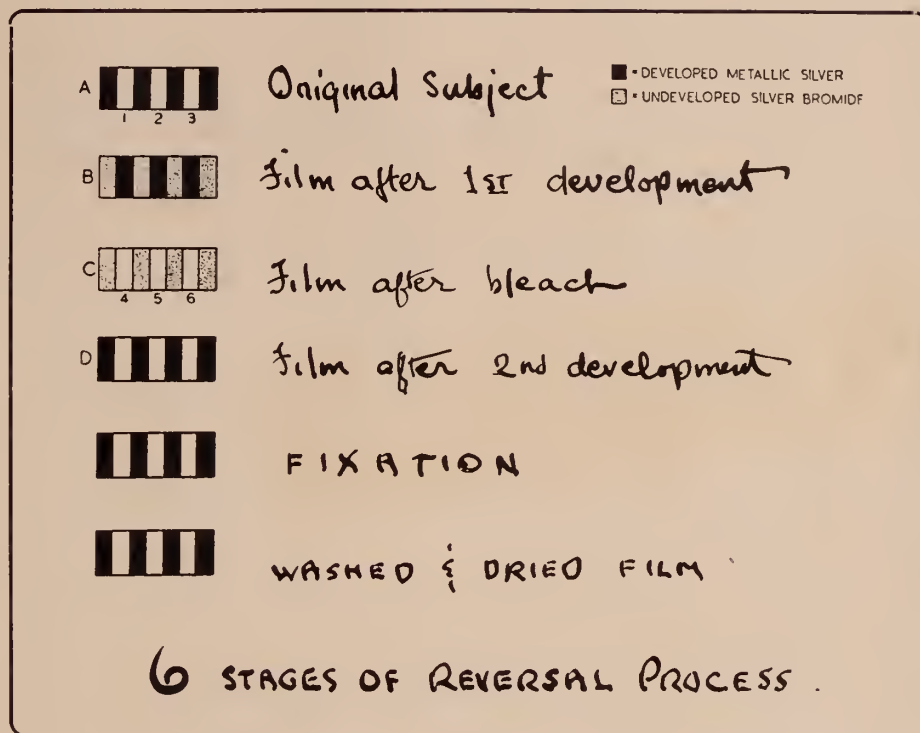 A Original Subject ■ = DEVELOPED METALLIC SILVER
= UNDEVELOPED SILVER BROMIDE
1 2 3
B Film after 1ST development
C Film after bleach
4 5 6
D Film after 2nd development
FIXATION
WASHED & DRIED FILM
6 STAGES OF REVERSAL PROCESS.